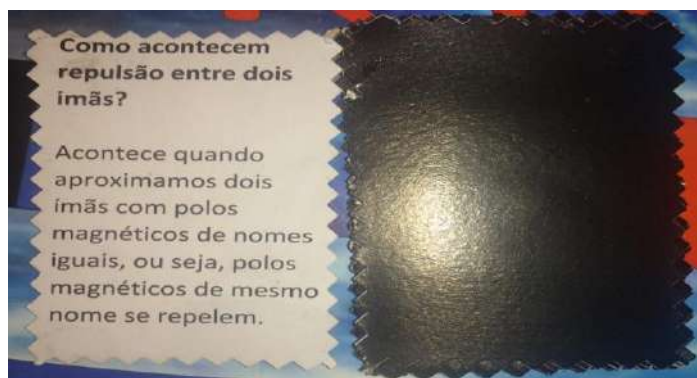 Como acontecem
repulsão entre dois
imãs?
Acontece quando
aproximamos dois
imãs com polos
magnéticos de nomes
iguais, ou seja, polos
magnéticos de mesmo
nome se repelem.